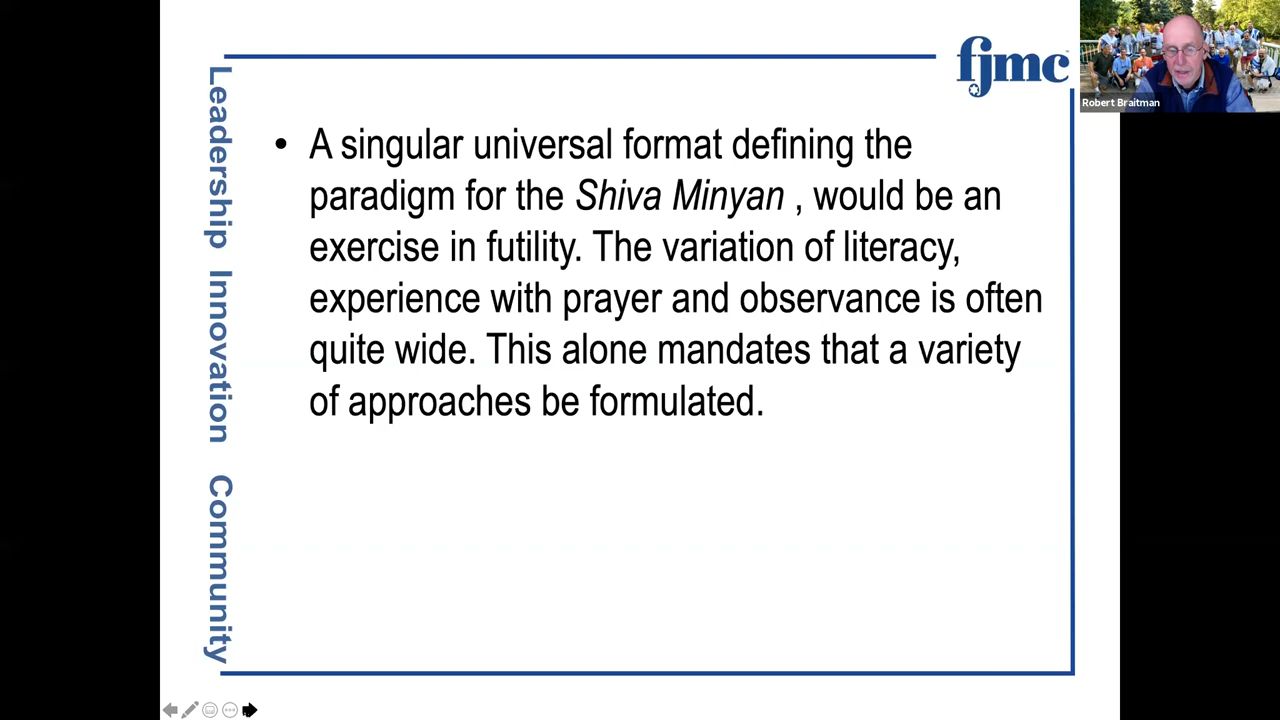 fjmc
Robert Braitman
Leadership Innovation Community
• A singular universal format defining the
paradigm for the Shiva Minyan , would be an
exercise in futility. The variation of literacy,
experience with prayer and observance is often
quite wide. This alone mandates that a variety
of approaches be formulated.